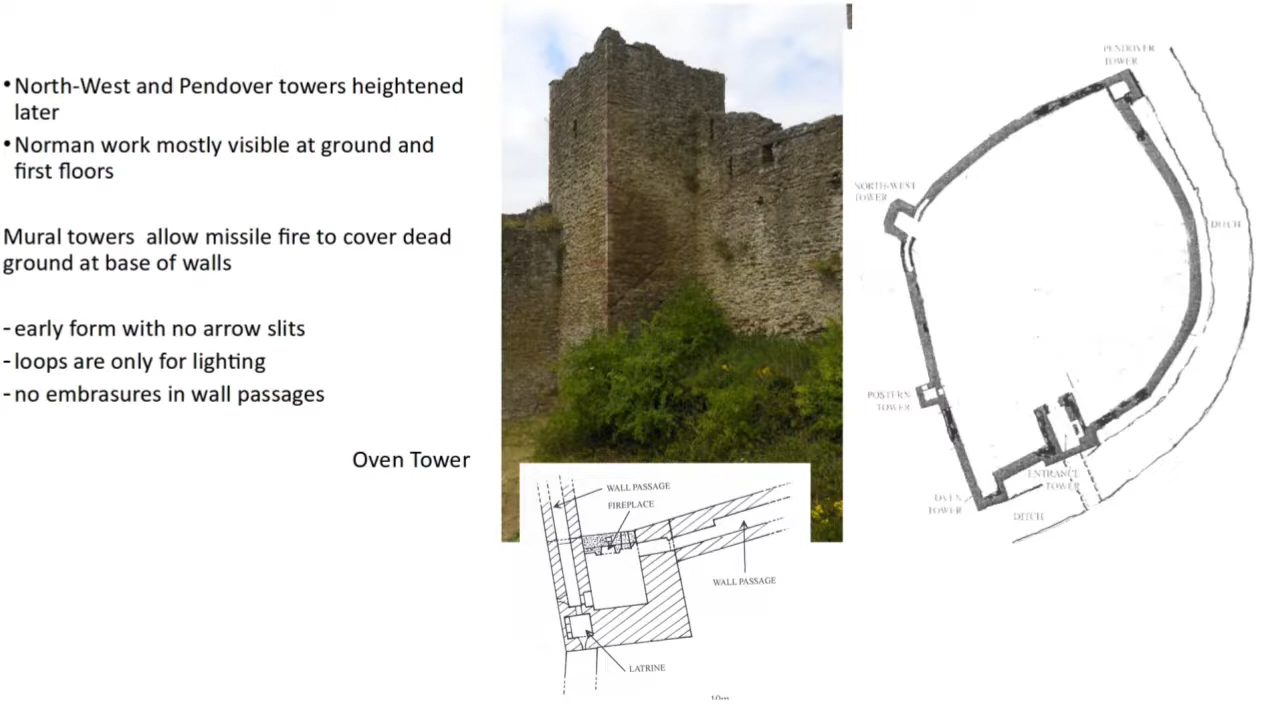 •North-West and Pendover towers heightened
later
•Norman work mostly visible at ground and
first floors
Mural towers allow missile fire to cover dead
ground at base of walls
-early form with no arrow slits
-loops are only for lighting
-no embrasures in wall passages
Oven Tower
WALL PASSAGE
FIREPLACE
WALL PASSAGE
LATRINE
10m
PENDOVER
TOWER
NORTH-WEST
TOWER
DITCH
POSTERN
TOWER
ENTRANCE
TOWER
OVEN
TOWER
DITCH